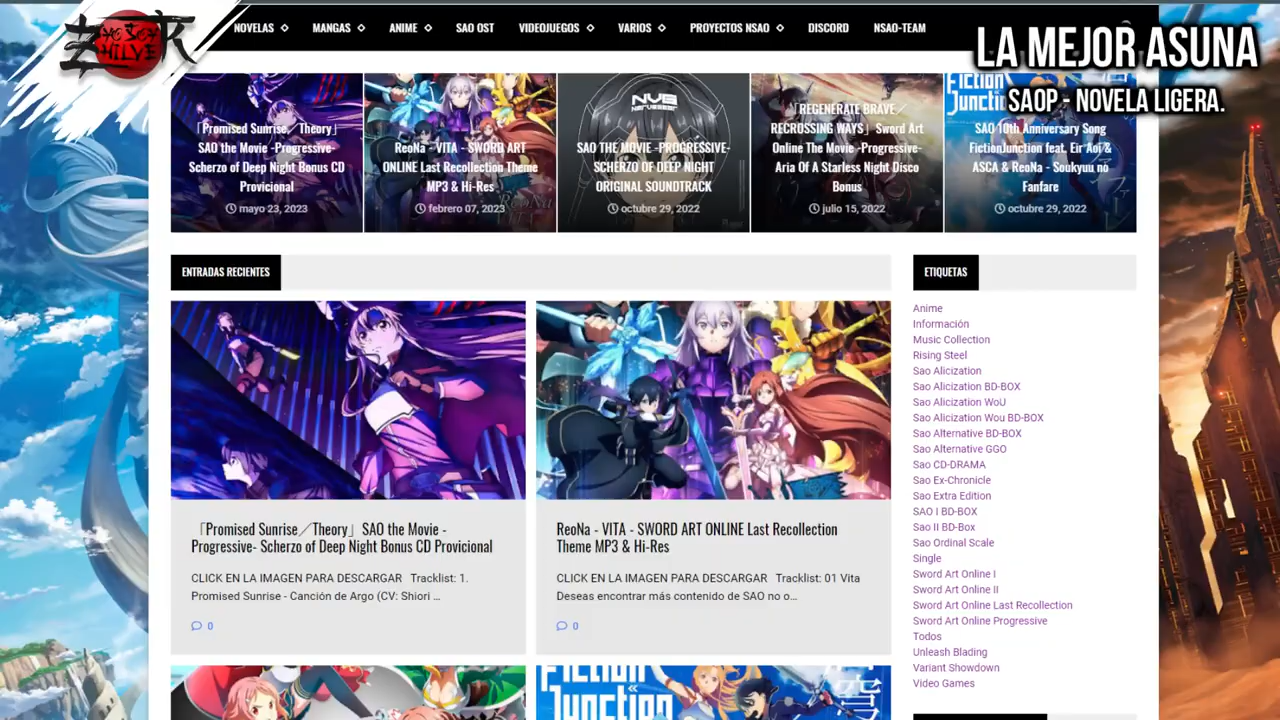 NOVELAS
MANGAS
ANIME
SAO OST
VIDEOJUEGOS
VARIOS
PROYECTOS NSAO
DISCORD
NSAO-TEAM
LA MEJOR ASUNA
SAOP - NOVELA LIGERA.
「Promised Sunrise／Theory」
SAO the Movie -Progressive-
Scherzo of Deep Night Bonus CD
Provicional
mayo 23, 2023
ReoNa - VITA - SWORD ART
ONLINE Last Recollection Theme
MP3 & Hi-Res
febrero 07, 2023
SAO THE MOVIE -PROGRESSIVE-
SCHERZO OF DEEP NIGHT
ORIGINAL SOUNDTRACK
octubre 29, 2022
「REGENERATE BRAVE／
RECROSSING WAYS」 Sword Art
Online The Movie -Progressive-
Aria Of A Starless Night Disco
Bonus
julio 15, 2022
SAO 10th Anniversary Song
FictionJunction feat. Eir Aoi &
ASCA & ReoNa - Soukyuu no
Fanfare
octubre 29, 2022
ENTRADAS RECIENTES
「Promised Sunrise／Theory」 SAO the Movie -
Progressive- Scherzo of Deep Night Bonus CD Provicional
CLICK EN LA IMAGEN PARA DESCARGAR Tracklist: 1.
Promised Sunrise - Canción de Argo (CV: Shiori ...
0
ReoNa - VITA - SWORD ART ONLINE Last Recollection
Theme MP3 & Hi-Res
CLICK EN LA IMAGEN PARA DESCARGAR Tracklist: 01 Vita
Deseas encontrar más contenido de SAO no o...
0
Fiction
Junction
ETIQUETAS
Anime
Información
Music Collection
Rising Steel
Sao Alicization
Sao Alicization BD-BOX
Sao Alicization WoU
Sao Alicization Wou BD-BOX
Sao Alternative BD-BOX
Sao Alternative GGO
Sao CD-DRAMA
Sao Ex-Chronicle
Sao Extra Edition
SAO I BD-BOX
Sao II BD-Box
Sao Ordinal Scale
Single
Sword Art Online I
Sword Art Online II
Sword Art Online Last Recollection
Sword Art Online Progressive
Todos
Unleash Blading
Variant Showdown
Video Games